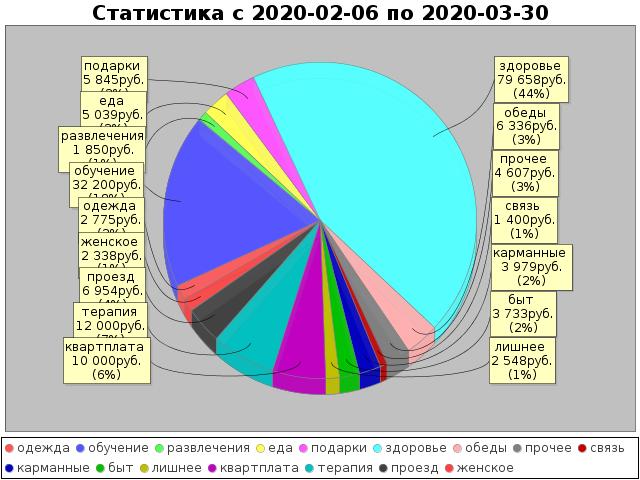 Статистика с 2020-02-06 по 2020-03-30
подарки
5 845руб.
еда
5 039руб.
развлечения
1 850руб.
обучение
32 200руб.
одежда
2 775руб.
женское
2 338руб.
проезд
6 954руб.
терапия
12 000руб.
квартплата
10 000руб.
(6%)
здоровье
79 658руб.
(44%)
обеды
6 336руб.
(3%)
прочее
4 607руб.
(3%)
связь
1 400руб.
(1%)
карманные
3 979руб.
(2%)
быт
3 733руб.
(2%)
лишнее
2 548руб.
(1%)
одежда обучение развлечения еда подарки здоровье обеды прочее связь
карманные быт лишнее квартплата терапия проезд женское